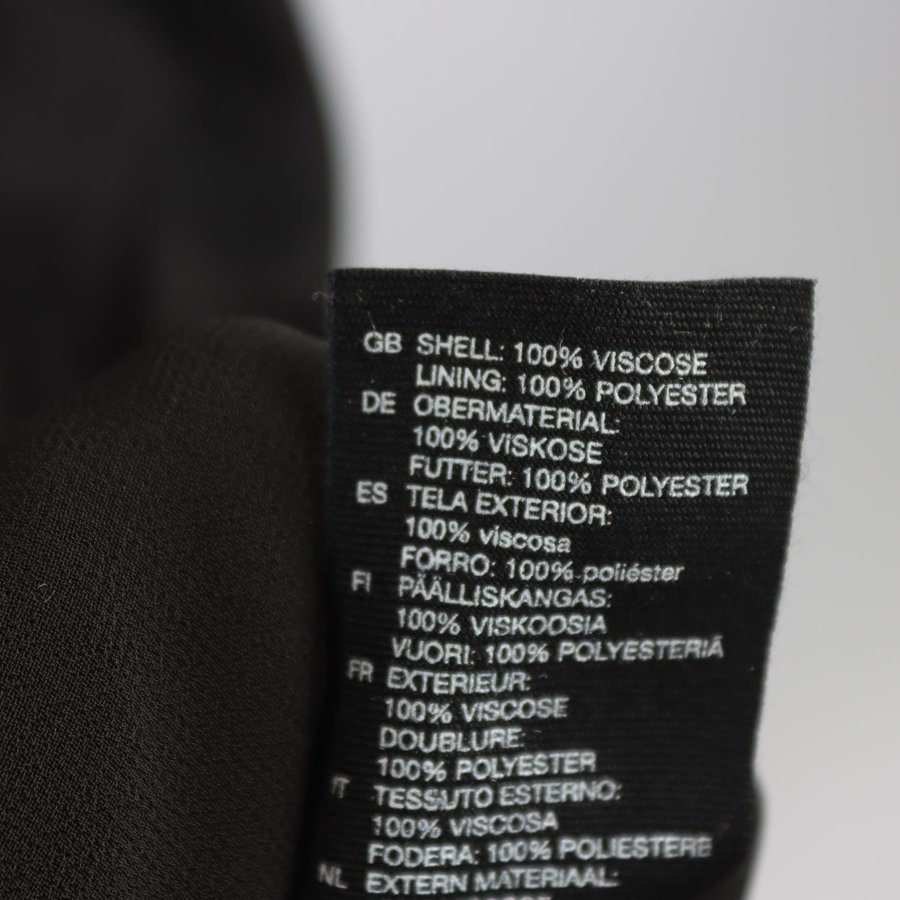 GB SHELL: 100% VISCOSE
LINING: 100% POLYESTER
DE OBERMATERIAL:
100% VISKOSE
FUTTER: 100% POLYESTER
ES TELA EXTERIOR:
100% viscosa
FORRO: 100% poliéster
FI PÄÄLLISKANGAS:
100% VISKOOSIA
VUORI: 100% POLYESTERIÄ
FR EXTERIEUR:
100% VISCOSE
DOUBLURE:
100% POLYESTER
IT TESSUTO ESTERNO:
100% VISCOSA
FODERA: 100% POLIESTERE
NL EXTERN MATERIAAL: